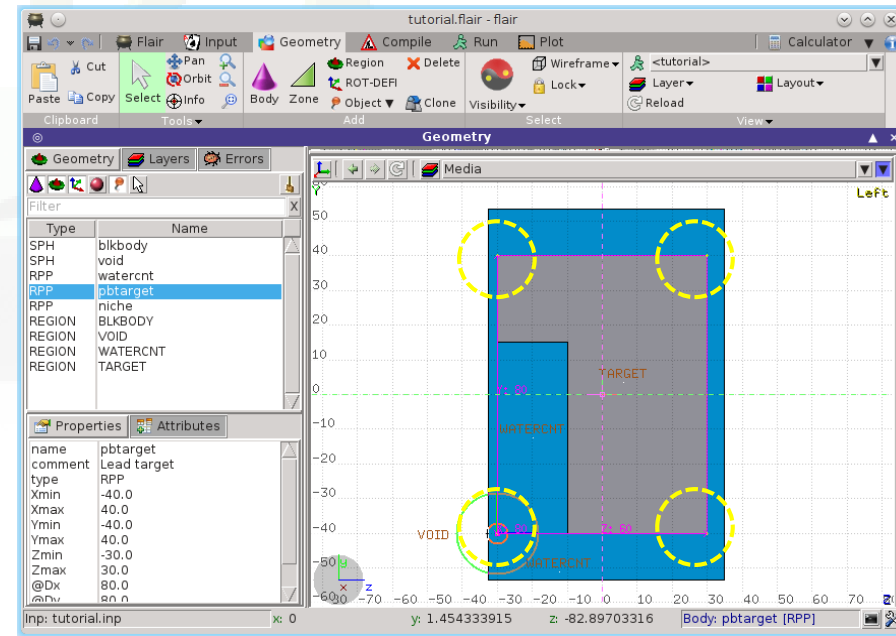 tutorial.flair - flair
Flair Input Geometry Compile Run Plot Calculator
Paste Cut Copy
Select Pan Orbit Info
Body Zone Region ROT-DEFI Object Delete Clone
Visibility Wireframe Lock
<tutorial> Layer Reload Layout
Clipboard Tools Add Select View
Geometry
Geometry Layers Errors
Media
Filter X
Left
Type Name
SPH blkbody
SPH void
RPP watercnt
RPP pbtarget
RPP niche
REGION BLKBODY
REGION VOID
REGION WATERCNT
REGION TARGET
Properties Attributes
name pbtarget
comment Lead target
type RPP
Xmin -40.0
Xmax 40.0
Ymin -40.0
Ymax 40.0
Zmin -30.0
Zmax 30.0
@Dx 80.0
@Dy 80.0
50
40
30
20
10
0
-10
-20
-30
-40
-50
TARGET
WATERCNT
Z: 60
VOID
WATERCNT
y
x z
-70 -60 -50 -40 -30 -20 -10 0 10 20 30 40 50 60 70
Inp: tutorial.inp x: 0 y: 1.454333915 z: -82.89703316 Body: pbtarget [RPP]